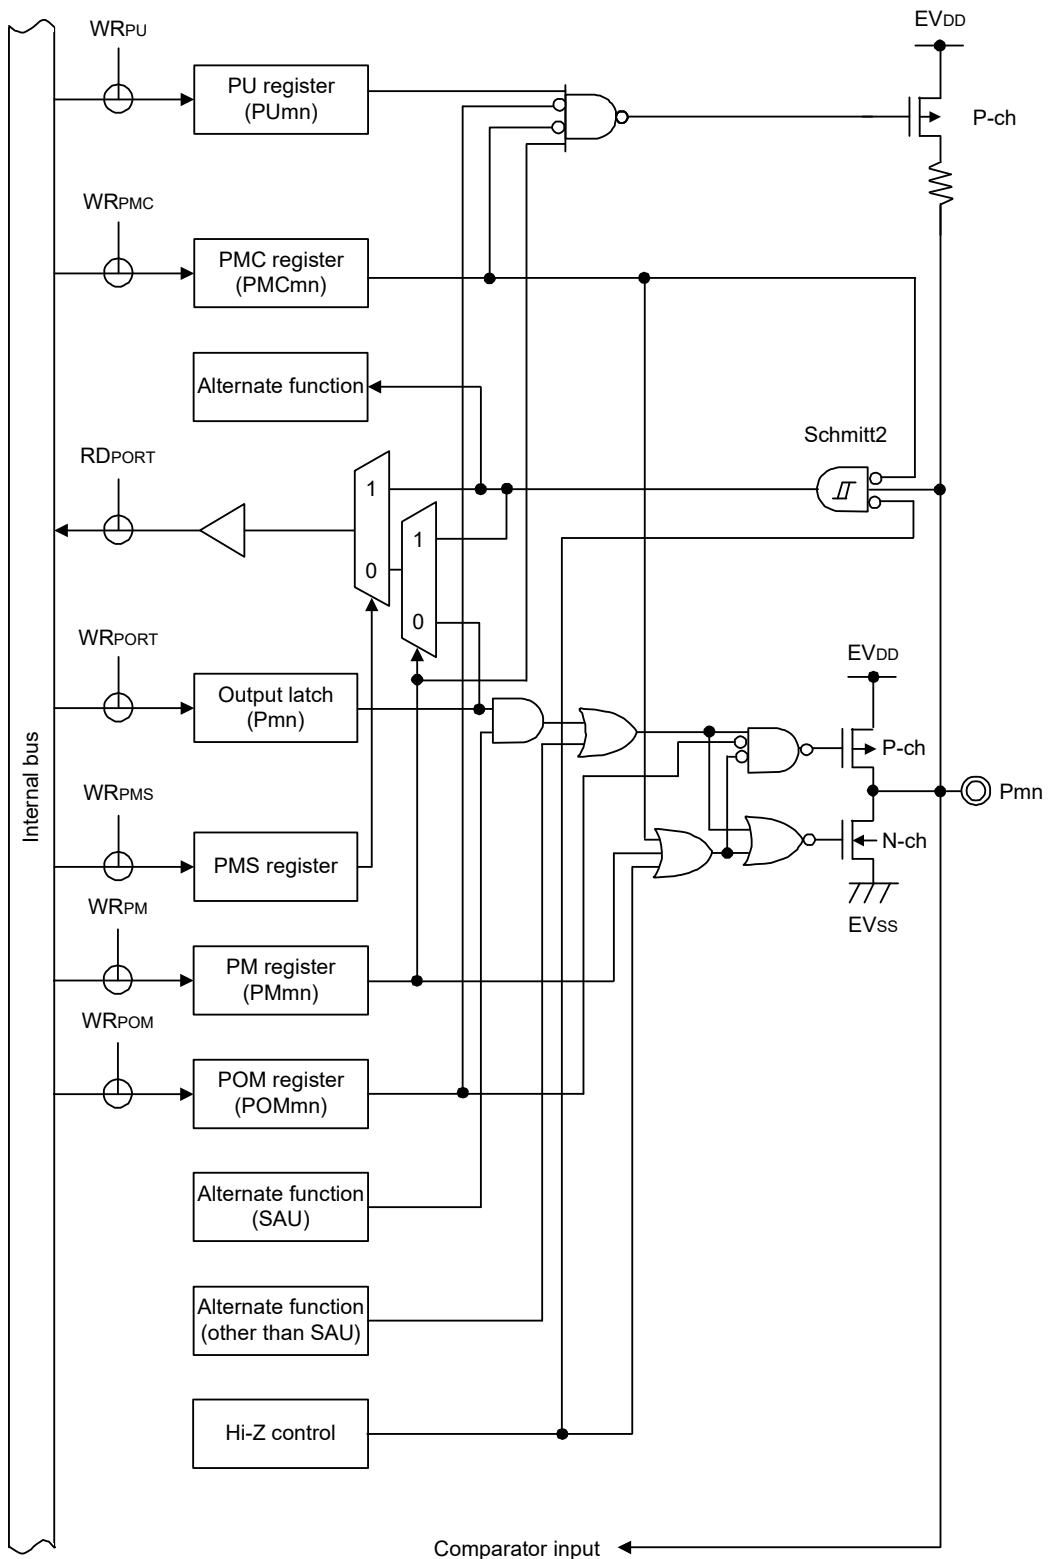 WRPU
EVDD
PU register
(PUmn)
P-ch
WRPMC
PMC register
(PMCmn)
Alternate function
Schmitt2
RDPORT
1
1
0
0
WRPORT
EVDD
Output latch
(Pmn)
P-ch
Internal bus
WRPMS
Pmn
PMS register
N-ch
WRPM
EVSS
PM register
(PMmn)
WRPOM
POM register
(POMmn)
Alternate function
(SAU)
Alternate function
(other than SAU)
Hi-Z control
Comparator input